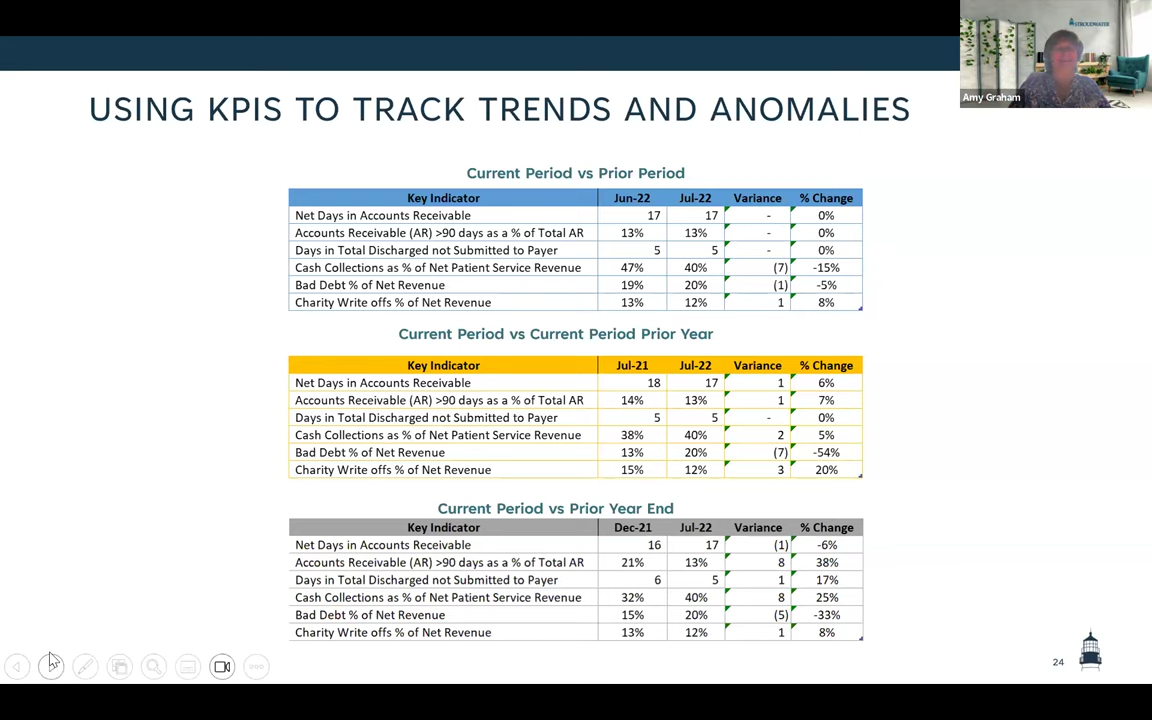 STROUDWATER
Amy Graham
USING KPIS TO TRACK TRENDS AND ANOMALIES
Current Period vs Prior Period
Key Indicator Jun-22 Jul-22 Variance % Change
Net Days in Accounts Receivable 17 17 - 0%
Accounts Receivable (AR) >90 days as a % of Total AR 13% 13% - 0%
Days in Total Discharged not Submitted to Payer 5 5 - 0%
Cash Collections as % of Net Patient Service Revenue 47% 40% (7) -15%
Bad Debt % of Net Revenue 19% 20% (1) -5%
Charity Write offs % of Net Revenue 13% 12% 1 8%
Current Period vs Current Period Prior Year
Key Indicator Jul-21 Jul-22 Variance % Change
Net Days in Accounts Receivable 18 17 1 6%
Accounts Receivable (AR) >90 days as a % of Total AR 14% 13% 1 7%
Days in Total Discharged not Submitted to Payer 5 5 - 0%
Cash Collections as % of Net Patient Service Revenue 38% 40% 2 5%
Bad Debt % of Net Revenue 13% 20% (7) -54%
Charity Write offs % of Net Revenue 15% 12% 3 20%
Current Period vs Prior Year End
Key Indicator Dec-21 Jul-22 Variance % Change
Net Days in Accounts Receivable 16 17 (1) -6%
Accounts Receivable (AR) >90 days as a % of Total AR 21% 13% 8 38%
Days in Total Discharged not Submitted to Payer 6 5 1 17%
Cash Collections as % of Net Patient Service Revenue 32% 40% 8 25%
Bad Debt % of Net Revenue 15% 20% (5) -33%
Charity Write offs % of Net Revenue 13% 12% 1 8%
24